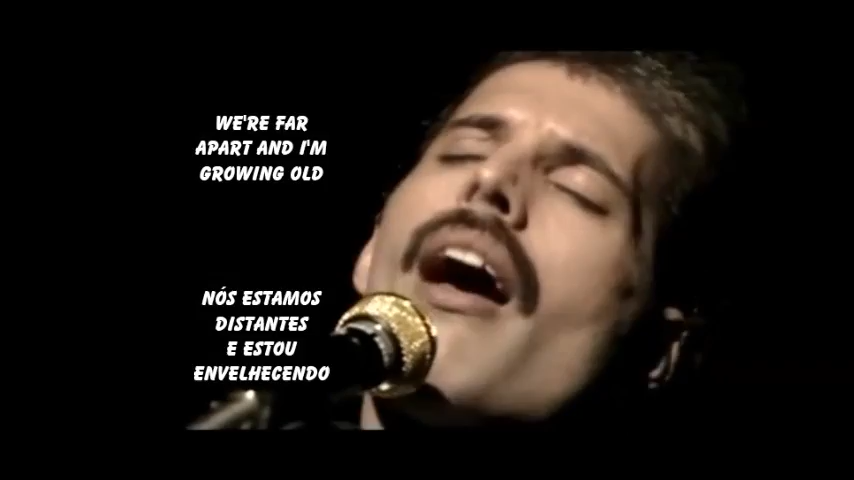 WE'RE FAR
APART AND I'M
GROWING OLD
NÓS ESTAMOS
DISTANTES
E ESTOU
ENVELHECENDO